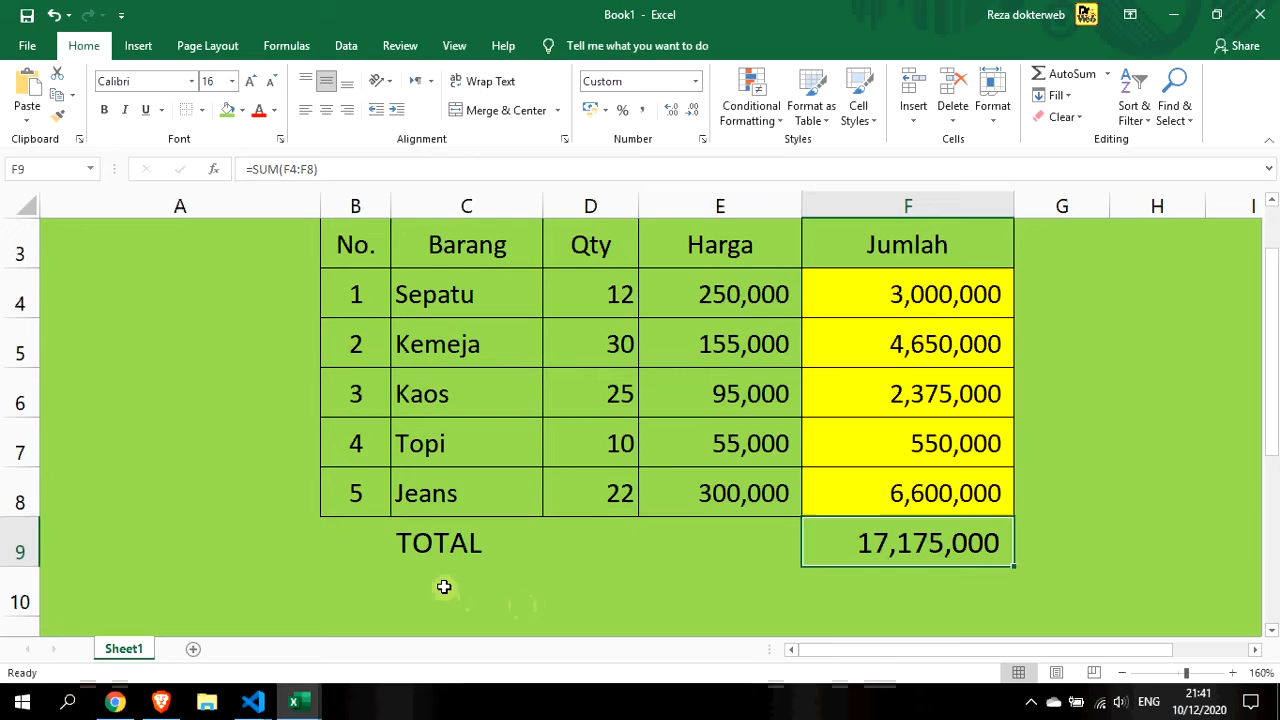 Book1 - Excel
Reza dokterweb
File Home Insert Page Layout Formulas Data Review View Help Tell me what you want to do Share
Paste
Calibri 16
B I U A
Wrap Text
Merge & Center
Custom
%
Conditional Formatting
Format as Table
Cell Styles
Insert
Delete
Format
AutoSum
Fill
Clear
Sort & Filter
Find & Select
Clipboard Font Alignment Number Styles Cells Editing
F9 fx =SUM(F4:F8)
A B C D E F G H I
3 No. Barang Qty Harga Jumlah
4 1 Sepatu 12 250,000 3,000,000
5 2 Kemeja 30 155,000 4,650,000
6 3 Kaos 25 95,000 2,375,000
7 4 Topi 10 55,000 550,000
8 5 Jeans 22 300,000 6,600,000
9 TOTAL 17,175,000
10
Sheet1
Ready 160%
ENG 21:41
10/12/2020